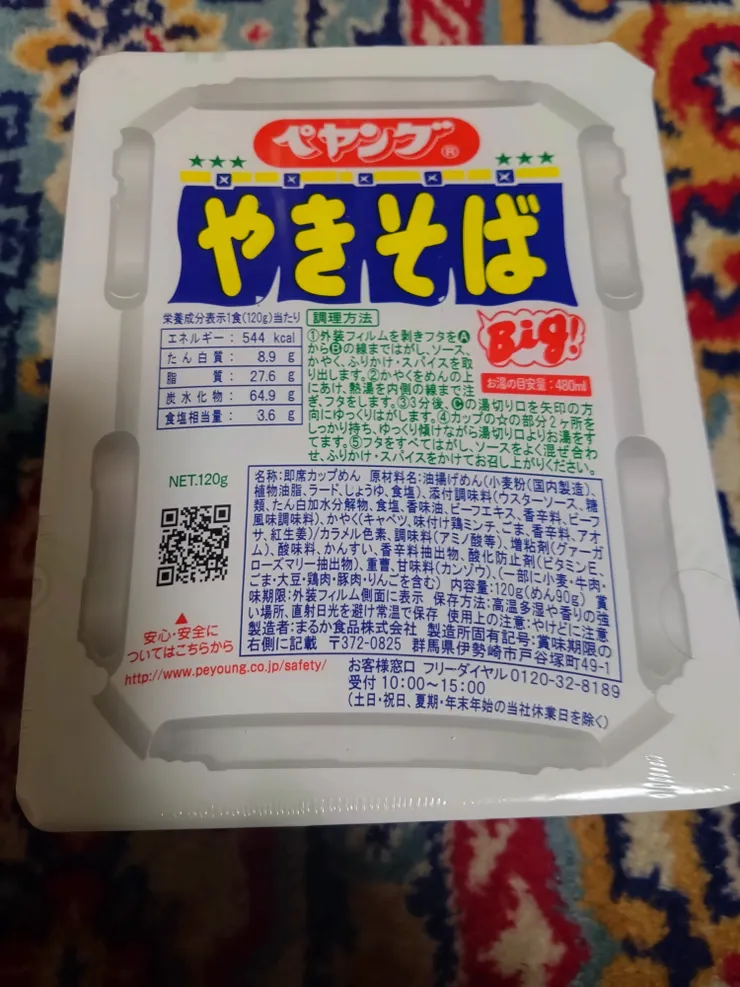 ペヤング®
★★★ ★★★
やきそば
Big!
お湯の目安量:480ml
栄養成分表示1食(120g)当たり
エネルギー: 544 kcal
たん白質: 8.9 g
脂質: 27.6 g
炭水化物: 64.9 g
食塩相当量: 3.6 g
調理方法
①外装フィルムを剥きフタをⒶ
からⒷの線まではがし、ソース、
かやく、ふりかけ・スパイスを取
り出します。②かやくをめんの上
にあけ、熱湯を内側の線まで注
ぎ、フタをします。③3分後、Ⓒの湯切り口を矢印の方
向にゆっくりはがします。④カップの☆の部分2ヶ所を
しっかり持ち、ゆっくり傾けながら湯切り口よりお湯をす
てます。⑤フタをすべてはがし、ソースをよく混ぜ合わ
せ、ふりかけ・スパイスをかけてお召し上がりください。
NET.120g
名称:即席カップめん 原材料名:油揚げめん(小麦粉(国内製造)、
植物油脂、ラード、しょうゆ、食塩)、添付調味料(ウスターソース、糖
類、たん白加水分解物、食塩、香味油、ビーフエキス、香辛料、ビーフ
風味調味料)、かやく(キャベツ、味付け鶏ミンチ、ごま、香辛料、アオ
サ、紅生姜)/カラメル色素、調味料(アミノ酸等)、増粘剤(グァーガ
ム)、酸味料、かんすい、香辛料抽出物、酸化防止剤(ビタミンE、
ローズマリー抽出物)、重曹、甘味料(カンゾウ)、(一部に小麦・牛肉・
ごま・大豆・鶏肉・豚肉・りんごを含む) 内容量:120g(めん90g) 賞
味期限:外装フィルム側面に表示 保存方法:高温多湿や香りの強
い場所、直射日光を避け常温で保存 使用上の注意:やけどに注意
製造者:まるか食品株式会社 製造所固有記号:賞味期限の
右側に記載 〒372-0825 群馬県伊勢崎市戸谷塚町49-1
▲
安心・安全に
ついてはこちらから
http://www.peyoung.co.jp/safety/
お客様窓口 フリーダイヤル 0120-32-8189
受付 10:00~15:00
(土日・祝日、夏期・年末年始の当社休業日を除く)